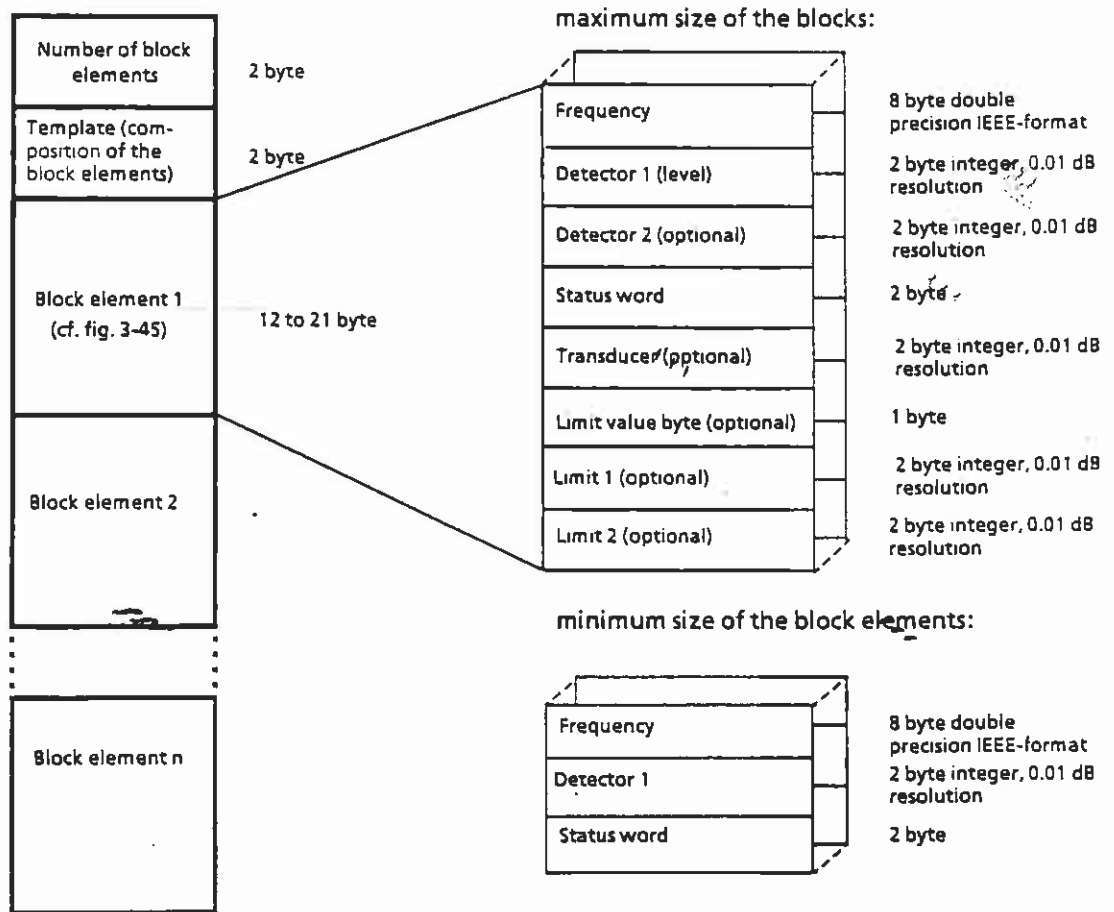 Number of block
elements
2 byte
Template (com-
position of the
block elements)
2 byte
Block element 1
(cf. fig. 3-45)
12 to 21 byte
Block element 2
Block element n
maximum size of the blocks:
Frequency
8 byte double
precision IEEE-format
Detector 1 (level)
2 byte integer, 0.01 dB
resolution
Detector 2 (optional)
2 byte integer, 0.01 dB
resolution
Status word
2 byte
Transducer (optional)
2 byte integer, 0.01 dB
resolution
Limit value byte (optional)
1 byte
Limit 1 (optional)
2 byte integer, 0.01 dB
resolution
Limit 2 (optional)
2 byte integer, 0.01 dB
resolution
minimum size of the block elements:
Frequency
8 byte double
precision IEEE-format
Detector 1
2 byte integer, 0.01 dB
resolution
Status word
2 byte